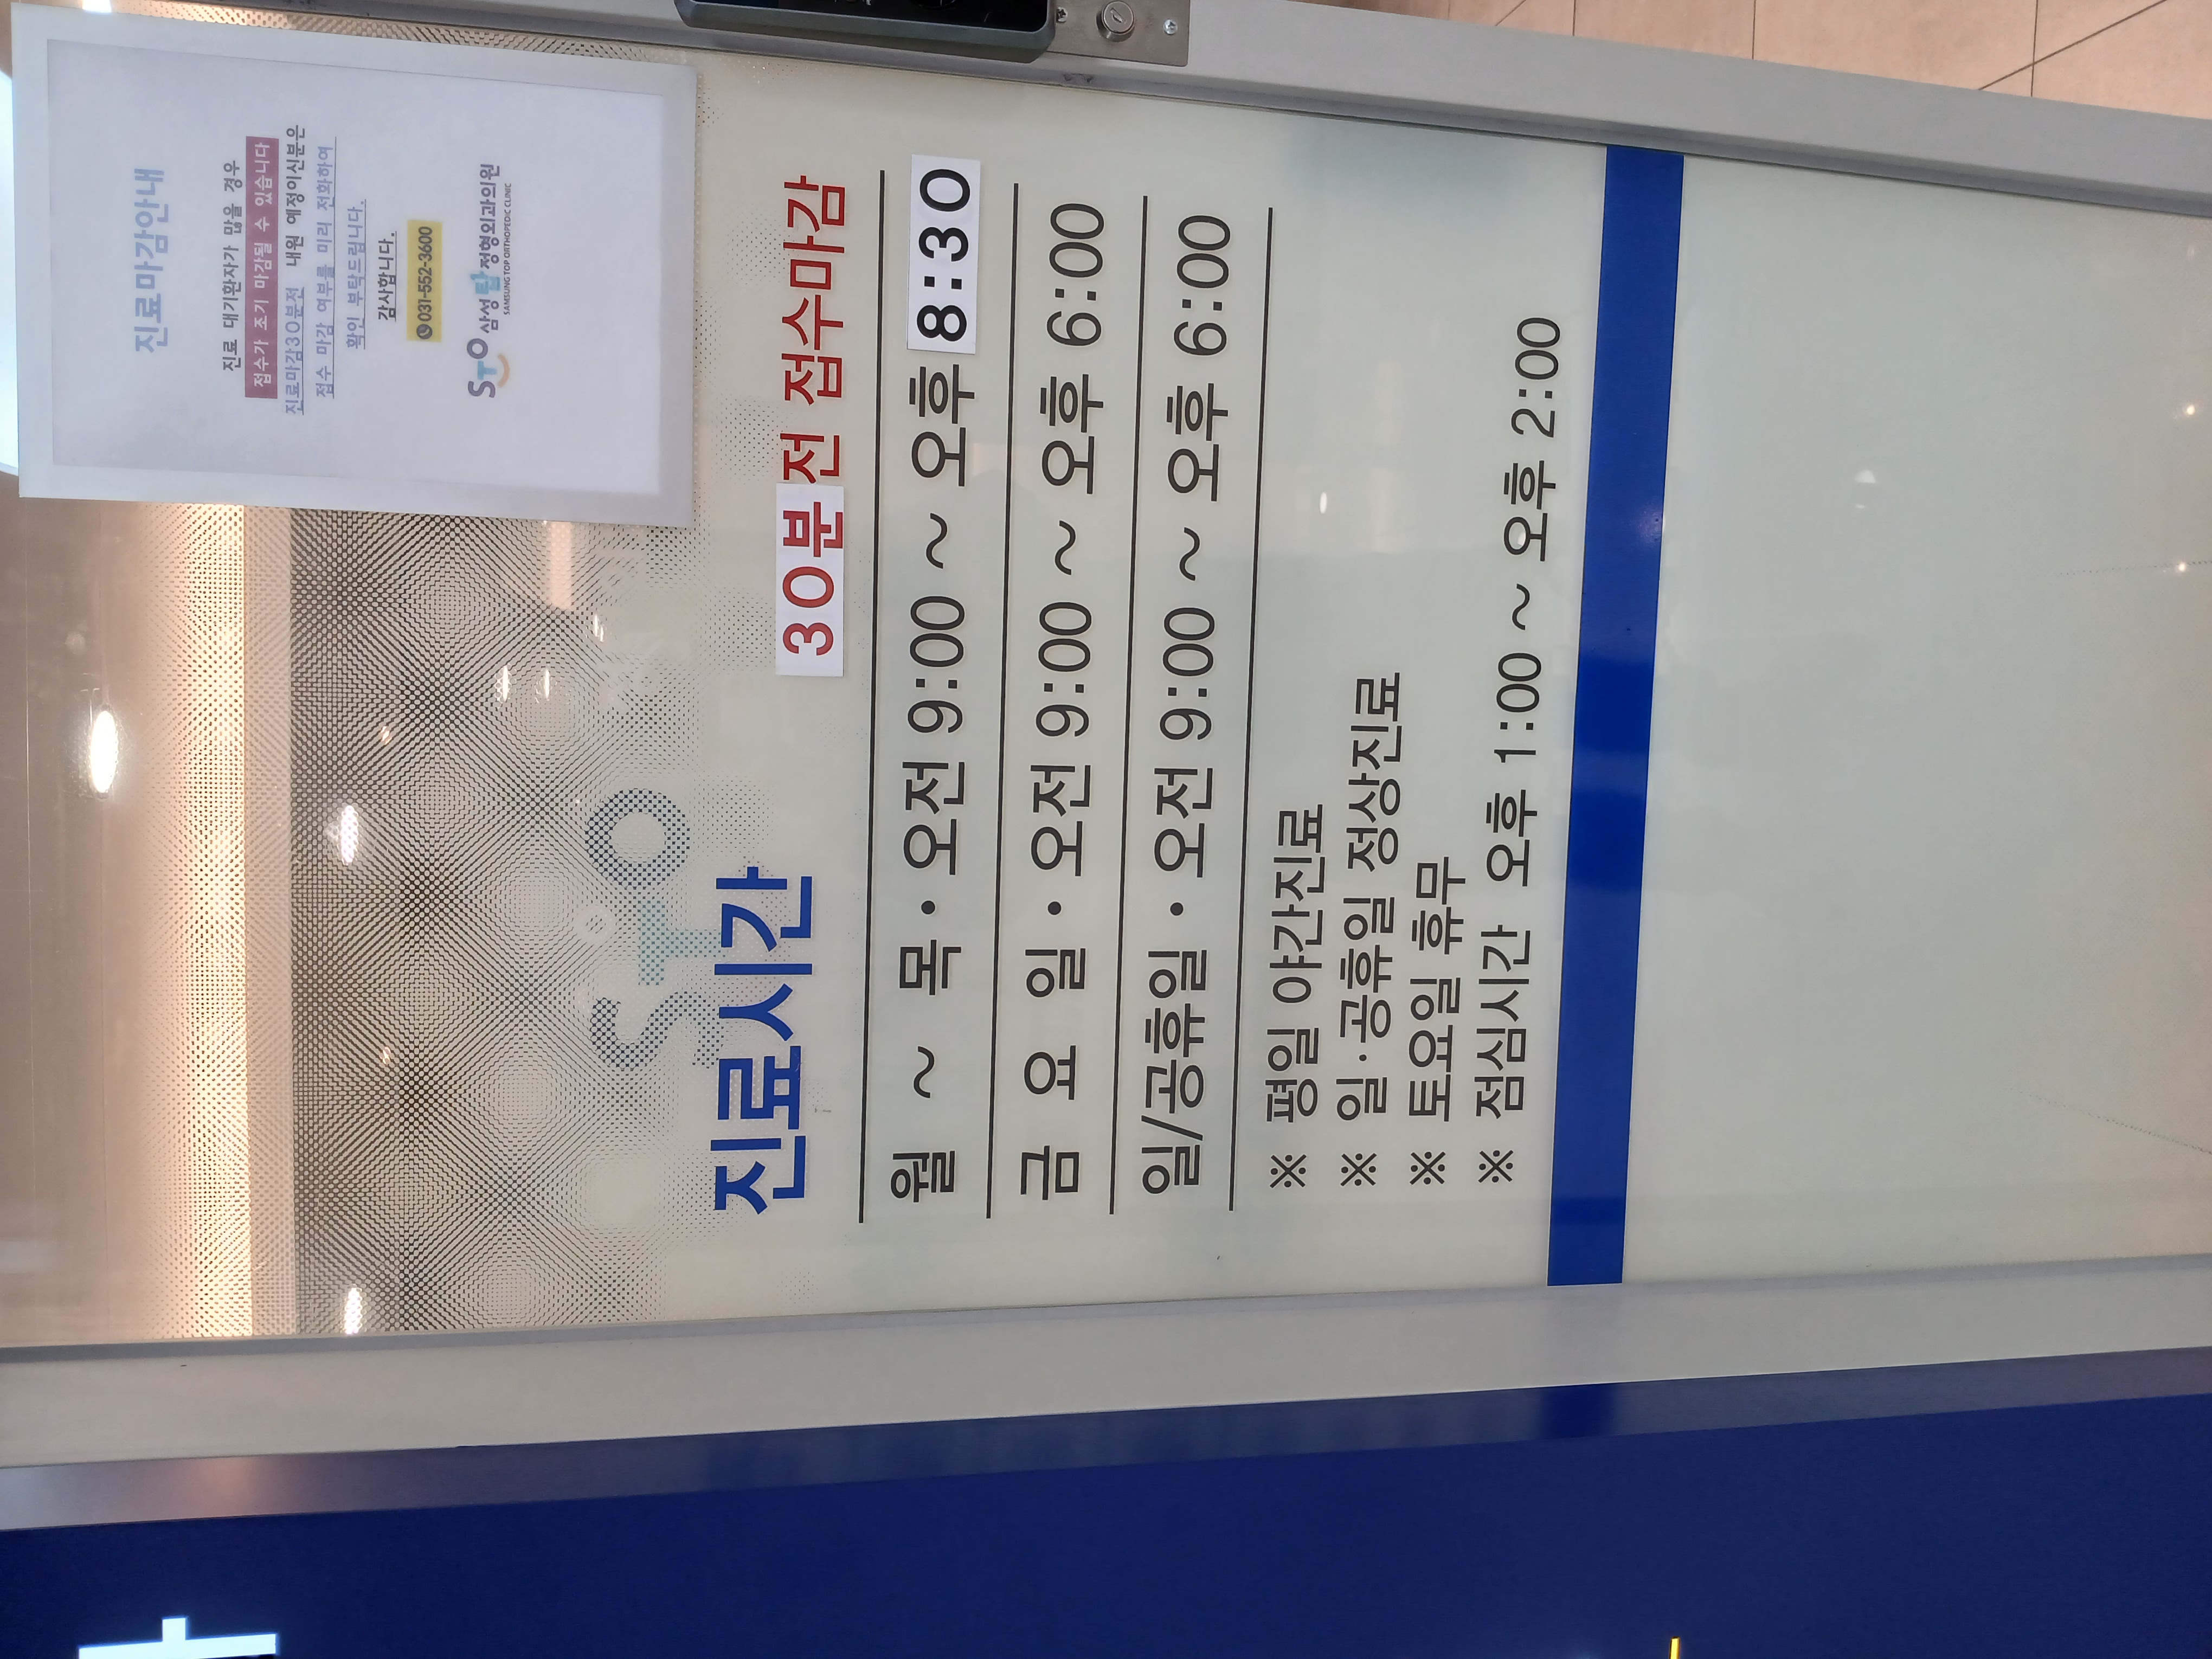 진료마감안내
진료 대기환자가 많을 경우
접수가 조기 마감될 수 있습니다
진료마감30분전 내원 예정이신분은
접수 마감 여부를 미리 전화하여
확인 부탁드립니다.
감사합니다.
031-552-3600
STO 삼성탑정형외과의원
SAMSUNG TOP ORTHOPEDIC CLINIC
STO
진료시간 30분전 접수마감
월 ~ 목 · 오전 9:00 ~ 오후 8:30
금 요 일 · 오전 9:00 ~ 오후 6:00
일/공휴일 · 오전 9:00 ~ 오후 6:00
※ 평일 야간진료
※ 일·공휴일 정상진료
※ 토요일 휴무
※ 점심시간 오후 1:00 ~ 오후 2:00